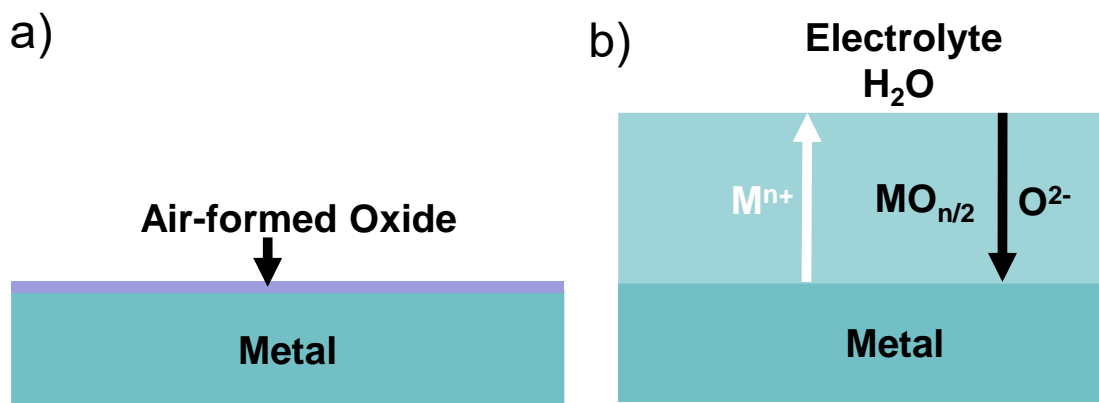 a)
Air-formed Oxide
Metal
b)
Electrolyte
H₂O
Mⁿ⁺ MOₙ/₂ O²⁻
Metal